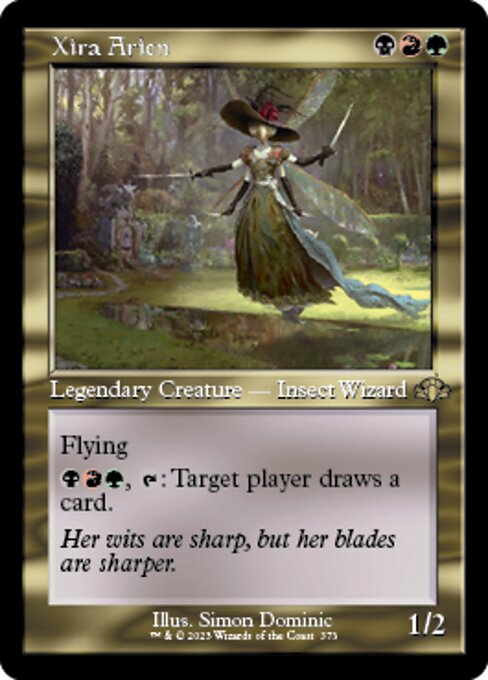 Xira Arien
Legendary Creature — Insect Wizard
Flying
, : Target player draws a
card.
Her wits are sharp, but her blades
are sharper.
Illus. Simon Dominic
™ & © 2023 Wizards of the Coast 373
1/2